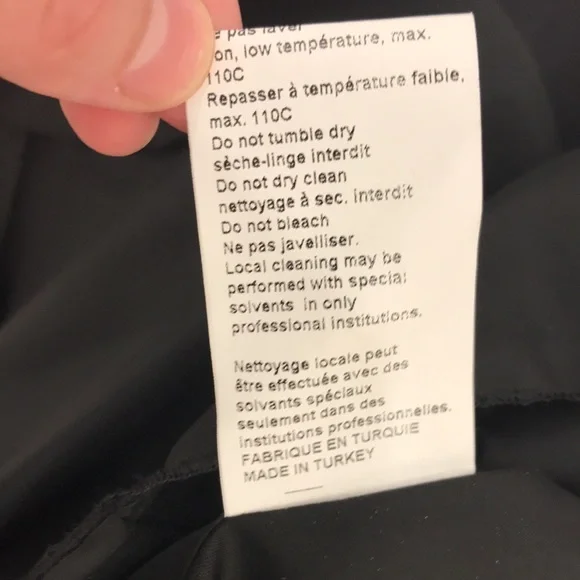 pas laver
on, low température, max.
110C
Repasser à température faible,
max. 110C
Do not tumble dry
sèche-linge interdit
Do not dry clean
nettoyage à sec. interdit
Do not bleach
Ne pas javelliser.
Local cleaning may be
performed with special
solvents in only
professional institutions.
Nettoyage locale peut
être effectuée avec des
solvants spéciaux
seulement dans des
institutions professionnelles.
FABRIQUE EN TURQUIE
MADE IN TURKEY